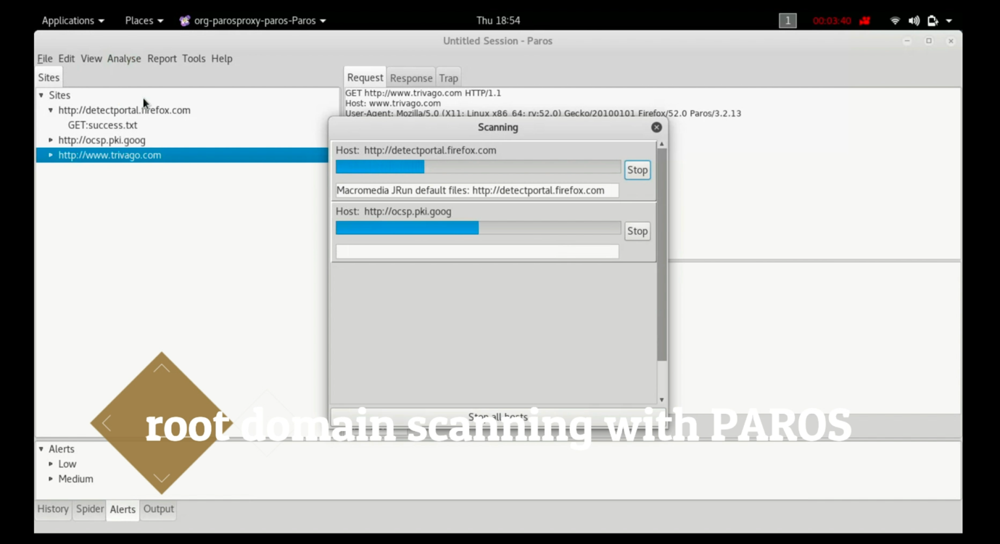 Applications Places org-parosproxy-paros-Paros Thu 18:54 1 00:03:40
Untitled Session - Paros
File Edit View Analyse Report Tools Help
Sites
Request Response Trap
Sites
http://detectportal.firefox.com
GET:success.txt
http://ocsp.pki.goog
http://www.trivago.com
GET http://www.trivago.com HTTP/1.1
Host: www.trivago.com
User-Agent: Mozilla/5.0 (X11; Linux x86_64; rv:52.0) Gecko/20100101 Firefox/52.0 Paros/3.2.13
Scanning
Host: http://detectportal.firefox.com
Stop
Macromedia JRun default files: http://detectportal.firefox.com
Host: http://ocsp.pki.goog
Stop
Stop all hosts
root domain scanning with PAROS
Alerts
Low
Medium
History Spider Alerts Output